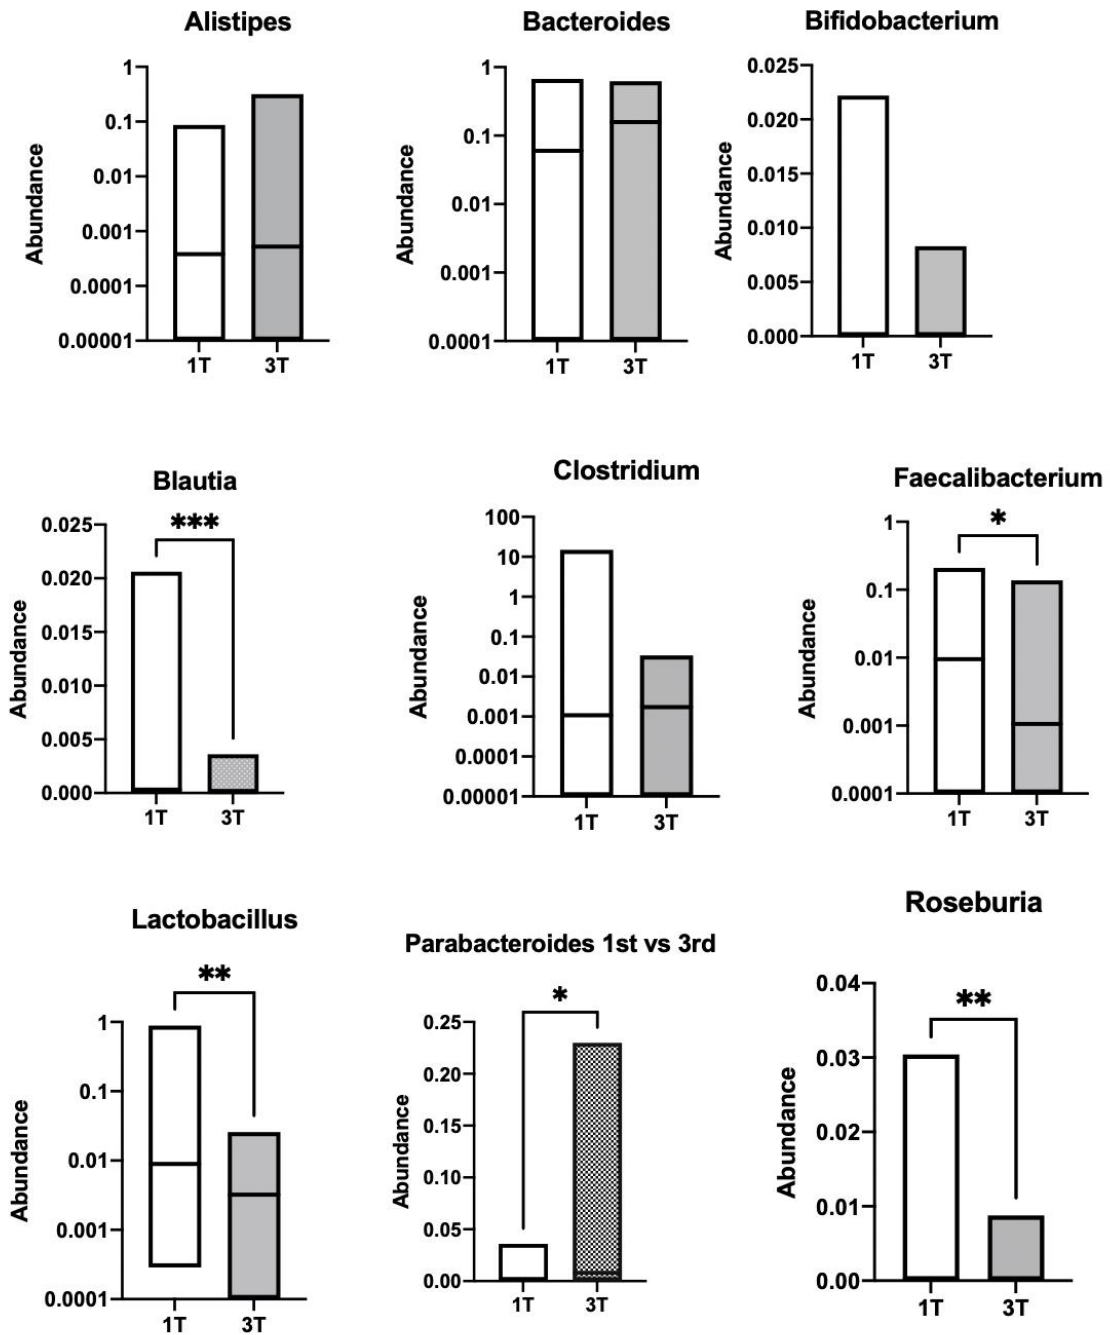 Alistipes
Abundance
1
0.1
0.01
0.001
0.0001
0.00001
1T 3T
Bacteroides
Abundance
1
0.1
0.01
0.001
0.0001
1T 3T
Bifidobacterium
Abundance
0.025
0.020
0.015
0.010
0.005
0.000
1T 3T
Blautia
***
Abundance
0.025
0.020
0.015
0.010
0.005
0.000
1T 3T
Clostridium
Abundance
100
10
1
0.1
0.01
0.001
0.0001
0.00001
1T 3T
Faecalibacterium
*
Abundance
1
0.1
0.01
0.001
0.0001
1T 3T
Lactobacillus
**
Abundance
1
0.1
0.01
0.001
0.0001
1T 3T
Parabacteroides 1st vs 3rd
*
Abundance
0.25
0.20
0.15
0.10
0.05
0.00
1T 3T
Roseburia
**
Abundance
0.04
0.03
0.02
0.01
0.00
1T 3T